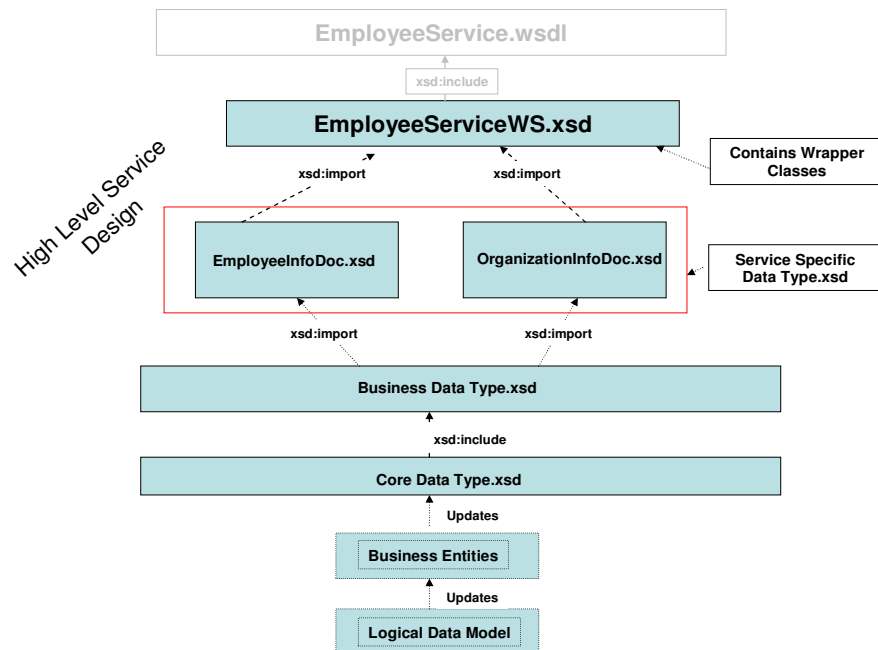 EmployeeService.wsdl
xsd:include
EmployeeServiceWS.xsd
Contains Wrapper
Classes
High Level Service
Design
xsd:import
xsd:import
EmployeeInfoDoc.xsd
OrganizationInfoDoc.xsd
Service Specific
Data Type.xsd
xsd:import
xsd:import
Business Data Type.xsd
xsd:include
Core Data Type.xsd
Updates
Business Entities
Updates
Logical Data Model